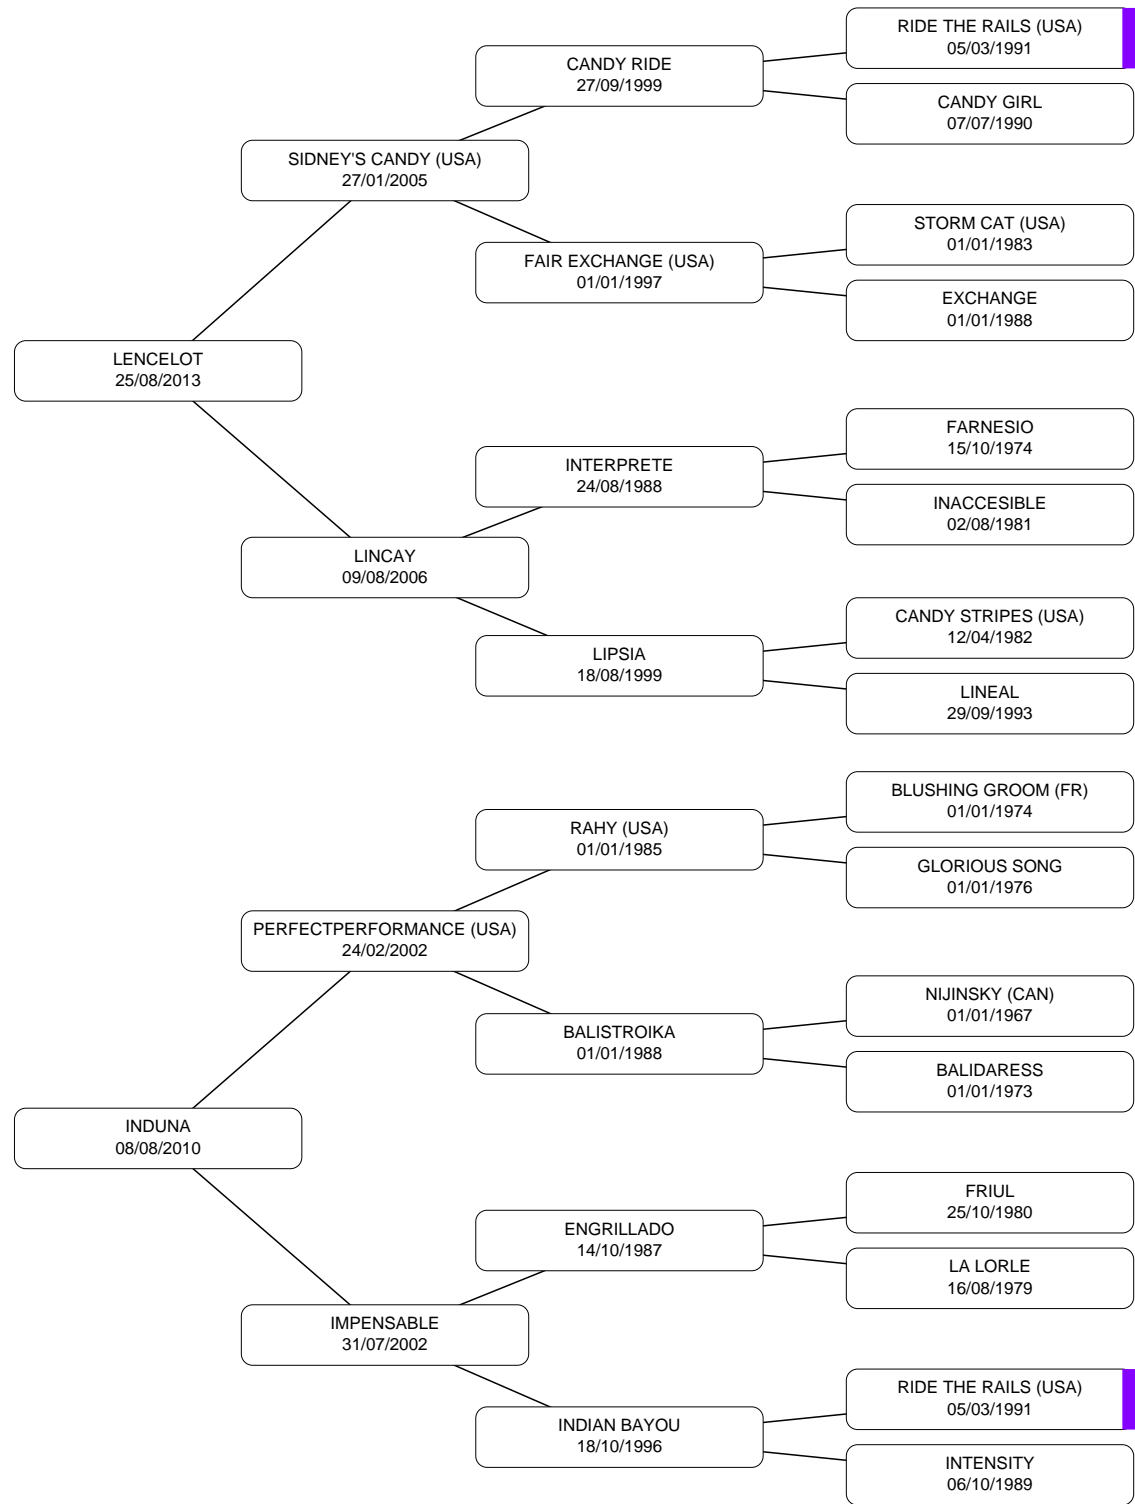 RIDE THE RAILS (USA)
05/03/1991
CANDY RIDE
27/09/1999
CANDY GIRL
07/07/1990
SIDNEY'S CANDY (USA)
27/01/2005
STORM CAT (USA)
01/01/1983
FAIR EXCHANGE (USA)
01/01/1997
EXCHANGE
01/01/1988
LENCELOT
25/08/2013
FARNESIO
15/10/1974
INTERPRETE
24/08/1988
INACCESIBLE
02/08/1981
LINCAY
09/08/2006
CANDY STRIPES (USA)
12/04/1982
LIPSIA
18/08/1999
LINEAL
29/09/1993
BLUSHING GROOM (FR)
01/01/1974
RAHY (USA)
01/01/1985
GLORIOUS SONG
01/01/1976
PERFECTPERFORMANCE (USA)
24/02/2002
NIJINSKY (CAN)
01/01/1967
BALISTROIKA
01/01/1988
BALIDARESS
01/01/1973
INDUNA
08/08/2010
FRIUL
25/10/1980
ENGRILLADO
14/10/1987
LA LORLE
16/08/1979
IMPENSABLE
31/07/2002
RIDE THE RAILS (USA)
05/03/1991
INDIAN BAYOU
18/10/1996
INTENSITY
06/10/1989